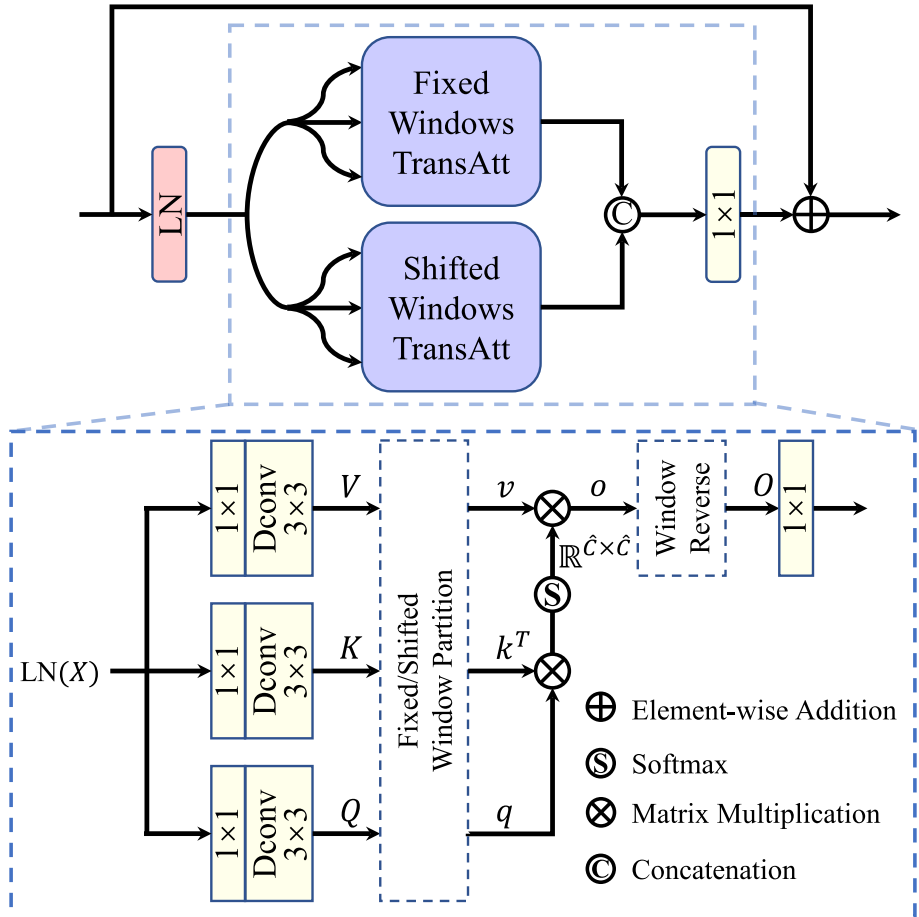 Fixed
Windows
TransAtt
LN
C
1×1
Shifted
Windows
TransAtt
LN(X)
1×1
Dconv
3×3
V
1×1
Dconv
3×3
K
1×1
Dconv
3×3
Q
Fixed/Shifted
Window Partition
v
o
ℝ^{Ĉ×Ĉ}
S
k^T
q
Window
Reverse
O
1×1
Element-wise Addition
S Softmax
Matrix Multiplication
C Concatenation